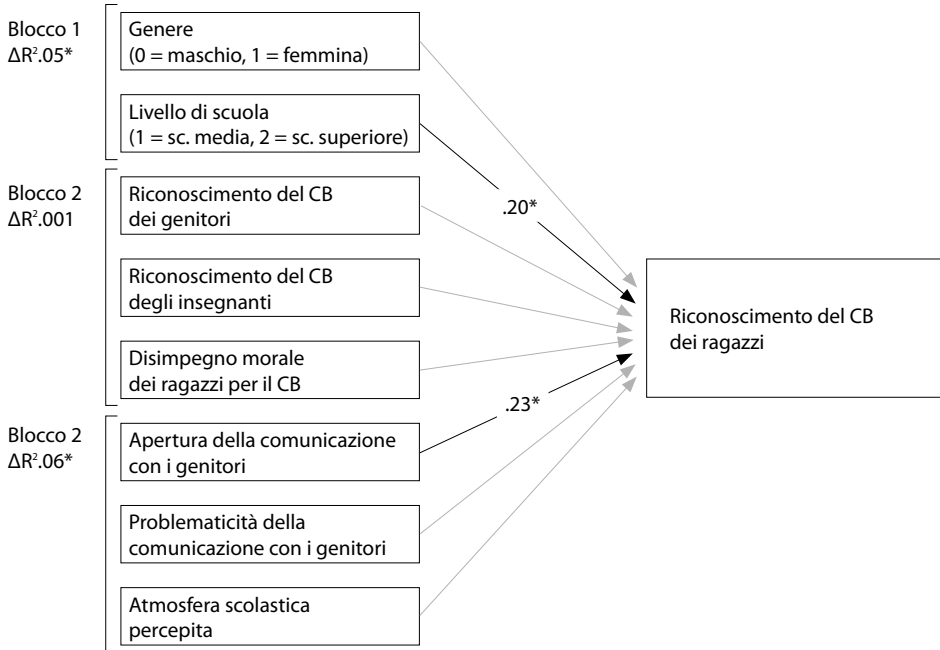 Blocco 1
ΔR².05*
Genere
(0 = maschio, 1 = femmina)
Livello di scuola
(1 = sc. media, 2 = sc. superiore)
Blocco 2
ΔR².001
Riconoscimento del CB
dei genitori
Riconoscimento del CB
degli insegnanti
Disimpegno morale
dei ragazzi per il CB
Blocco 2
ΔR².06*
Apertura della comunicazione
con i genitori
Problematicità della
comunicazione con i genitori
Atmosfera scolastica
percepita
.20*
.23*
Riconoscimento del CB
dei ragazzi